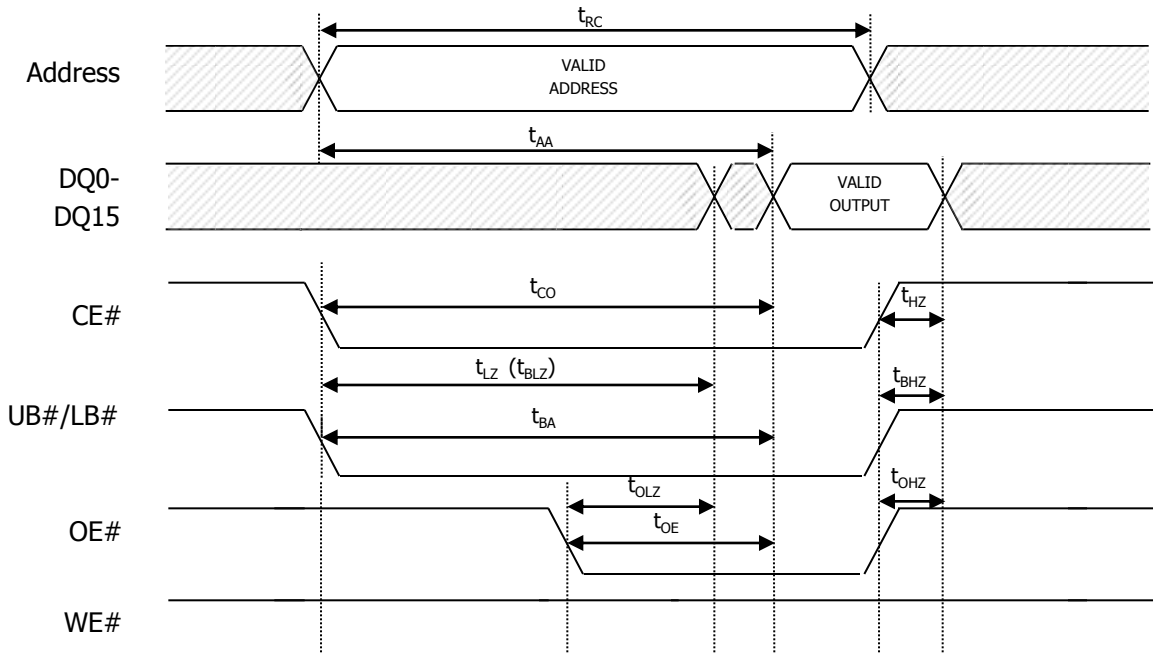 tRC
Address
VALID
ADDRESS
tAA
DQ0-
DQ15
VALID
OUTPUT
CE#
tCO
tHZ
tLZ (tBLZ)
tBHZ
UB#/LB#
tBA
tOLZ
tOHZ
OE#
tOE
WE#